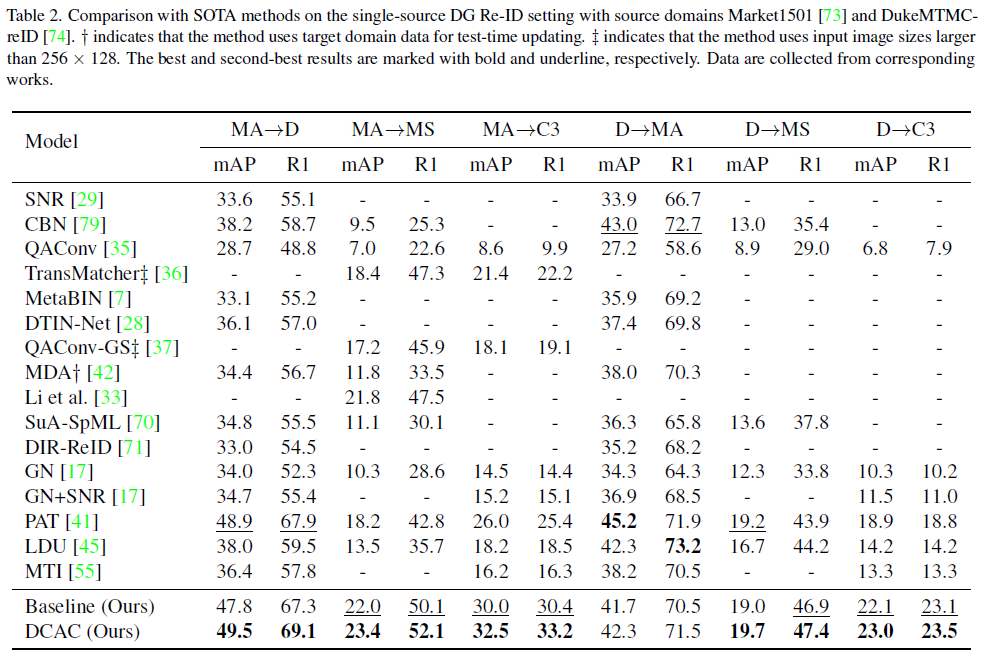 Table 2. Comparison with SOTA methods on the single-source DG Re-ID setting with source domains Market1501 [73] and DukeMTMC-
reID [74]. † indicates that the method uses target domain data for test-time updating. ‡ indicates that the method uses input image sizes larger
than 256 × 128. The best and second-best results are marked with bold and underline, respectively. Data are collected from corresponding
works.
Model MA→D MA→MS MA→C3 D→MA D→MS D→C3
mAP R1 mAP R1 mAP R1 mAP R1 mAP R1 mAP R1
SNR [29] 33.6 55.1 - - - - 33.9 66.7 - - - -
CBN [79] 38.2 58.7 9.5 25.3 - - 43.0 72.7 13.0 35.4 - -
QAConv [35] 28.7 48.8 7.0 22.6 8.6 9.9 27.2 58.6 8.9 29.0 6.8 7.9
TransMatcher‡ [36] - - 18.4 47.3 21.4 22.2 - - - - - -
MetaBIN [7] 33.1 55.2 - - - - 35.9 69.2 - - - -
DTIN-Net [28] 36.1 57.0 - - - - 37.4 69.8 - - - -
QAConv-GS‡ [37] - - 17.2 45.9 18.1 19.1 - - - - - -
MDA† [42] 34.4 56.7 11.8 33.5 - - 38.0 70.3 - - - -
Li et al. [33] - - 21.8 47.5 - - - - - - - -
SuA-SpML [70] 34.8 55.5 11.1 30.1 - - 36.3 65.8 13.6 37.8 - -
DIR-ReID [71] 33.0 54.5 - - - - 35.2 68.2 - - - -
GN [17] 34.0 52.3 10.3 28.6 14.5 14.4 34.3 64.3 12.3 33.8 10.3 10.2
GN+SNR [17] 34.7 55.4 - - 15.2 15.1 36.9 68.5 - - 11.5 11.0
PAT [41] 48.9 67.9 18.2 42.8 26.0 25.4 45.2 71.9 19.2 43.9 18.9 18.8
LDU [45] 38.0 59.5 13.5 35.7 18.2 18.5 42.3 73.2 16.7 44.2 14.2 14.2
MTI [55] 36.4 57.8 - - 16.2 16.3 38.2 70.5 - - 13.3 13.3
Baseline (Ours) 47.8 67.3 22.0 50.1 30.0 30.4 41.7 70.5 19.0 46.9 22.1 23.1
DCAC (Ours) 49.5 69.1 23.4 52.1 32.5 33.2 42.3 71.5 19.7 47.4 23.0 23.5